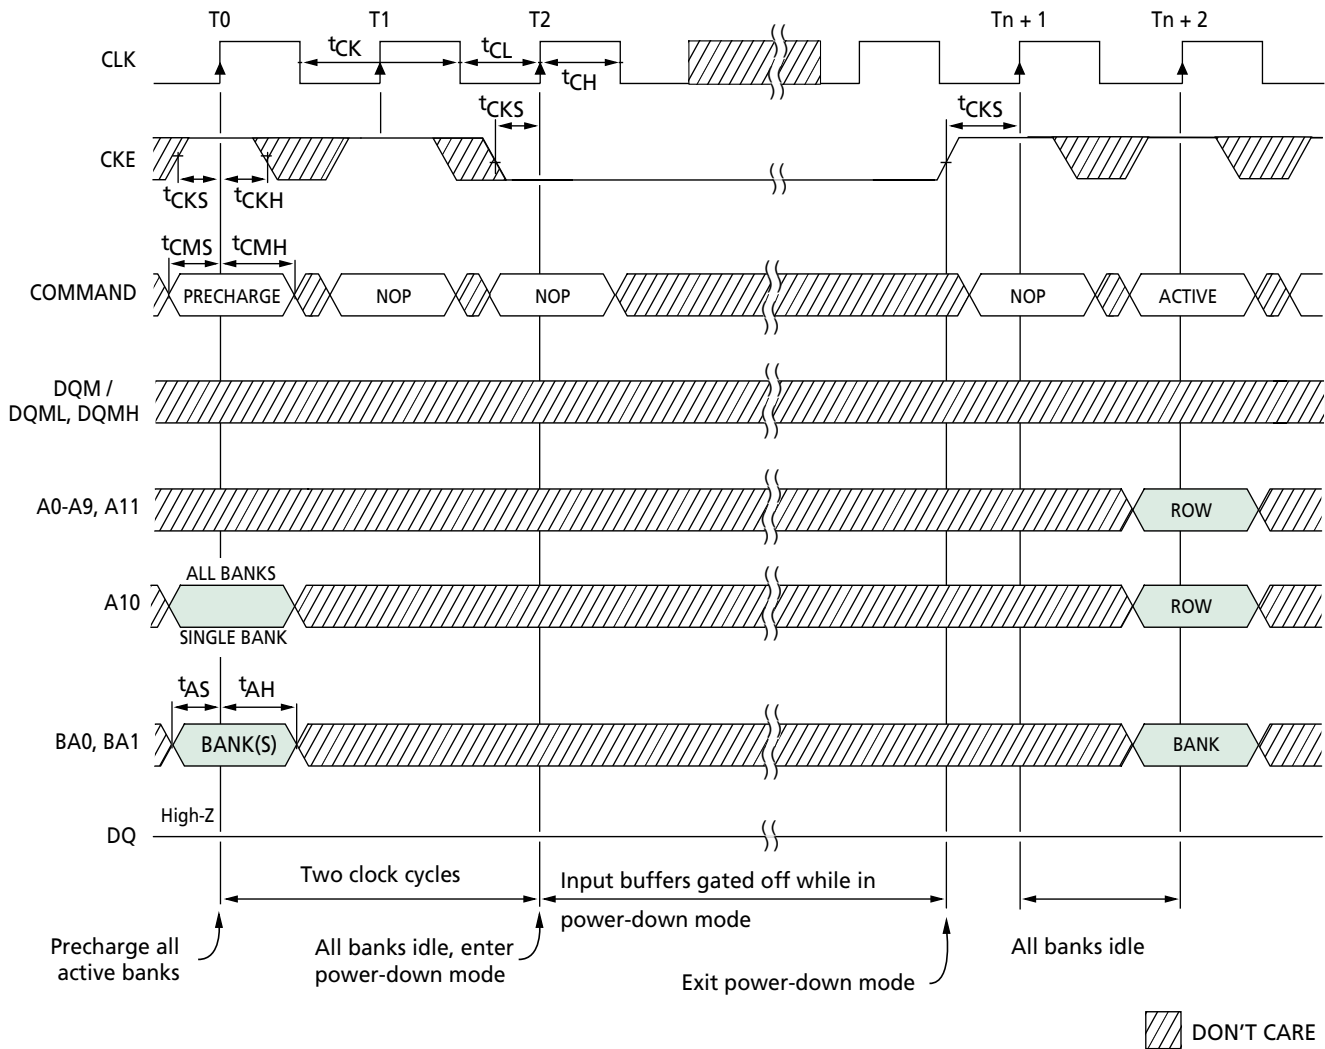 T0 T1 T2 Tn + 1 Tn + 2
CLK
tCK
tCL
tCH
tCKS
tCKS
CKE
tCKS
tCKH
tCMS
tCMH
COMMAND
PRECHARGE
NOP
NOP
NOP
ACTIVE
DQM /
DQML, DQMH
A0-A9, A11
ROW
ALL BANKS
A10
ROW
SINGLE BANK
tAS
tAH
BA0, BA1
BANK(S)
BANK
High-Z
DQ
Two clock cycles
Input buffers gated off while in
power-down mode
Precharge all
active banks
All banks idle, enter
power-down mode
Exit power-down mode
All banks idle
DON'T CARE